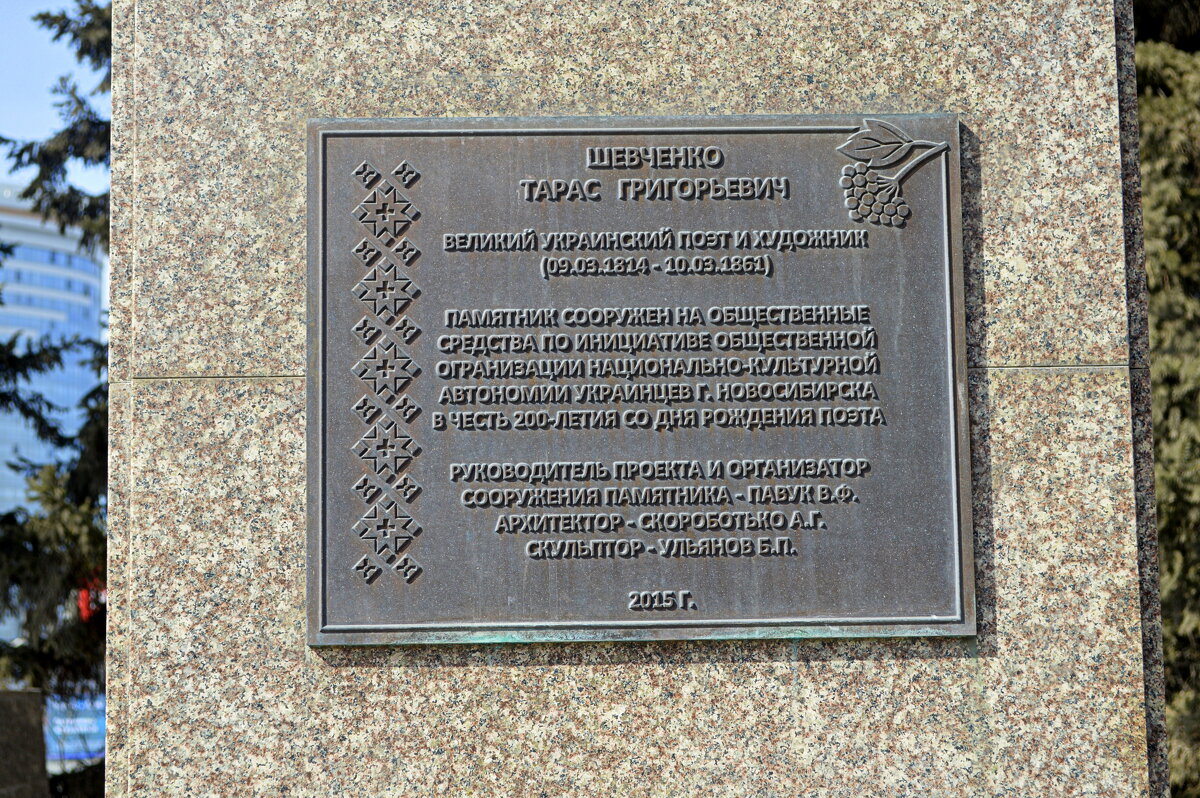 ШЕВЧЕНКО
ТАРАС ГРИГОРЬЕВИЧ
ВЕЛИКИЙ УКРАИНСКИЙ ПОЭТ И ХУДОЖНИК
(09.03.1814 - 10.03.1861)
ПАМЯТНИК СООРУЖЕН НА ОБЩЕСТВЕННЫЕ
СРЕДСТВА ПО ИНИЦИАТИВЕ ОБЩЕСТВЕННОЙ
ОГРАНИЗАЦИИ НАЦИОНАЛЬНО-КУЛЬТУРНОЙ
АВТОНОМИИ УКРАИНЦЕВ Г. НОВОСИБИРСКА
В ЧЕСТЬ 200-ЛЕТИЯ СО ДНЯ РОЖДЕНИЯ ПОЭТА
РУКОВОДИТЕЛЬ ПРОЕКТА И ОРГАНИЗАТОР
СООРУЖЕНИЯ ПАМЯТНИКА - ПАВУК В.Ф.
АРХИТЕКТОР - СКОРОБОТЬКО А.Г.
СКУЛЬПТОР - УЛЬЯНОВ Б.П.
2015 Г.